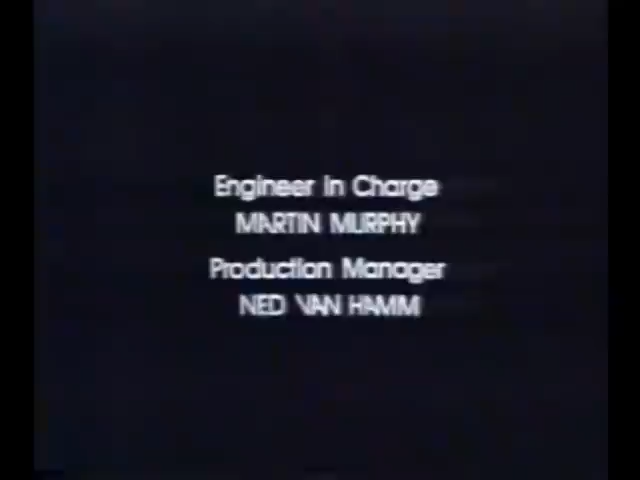 Engineer In Charge
MARTIN MURPHY
Production Manager
NED VAN HAMM